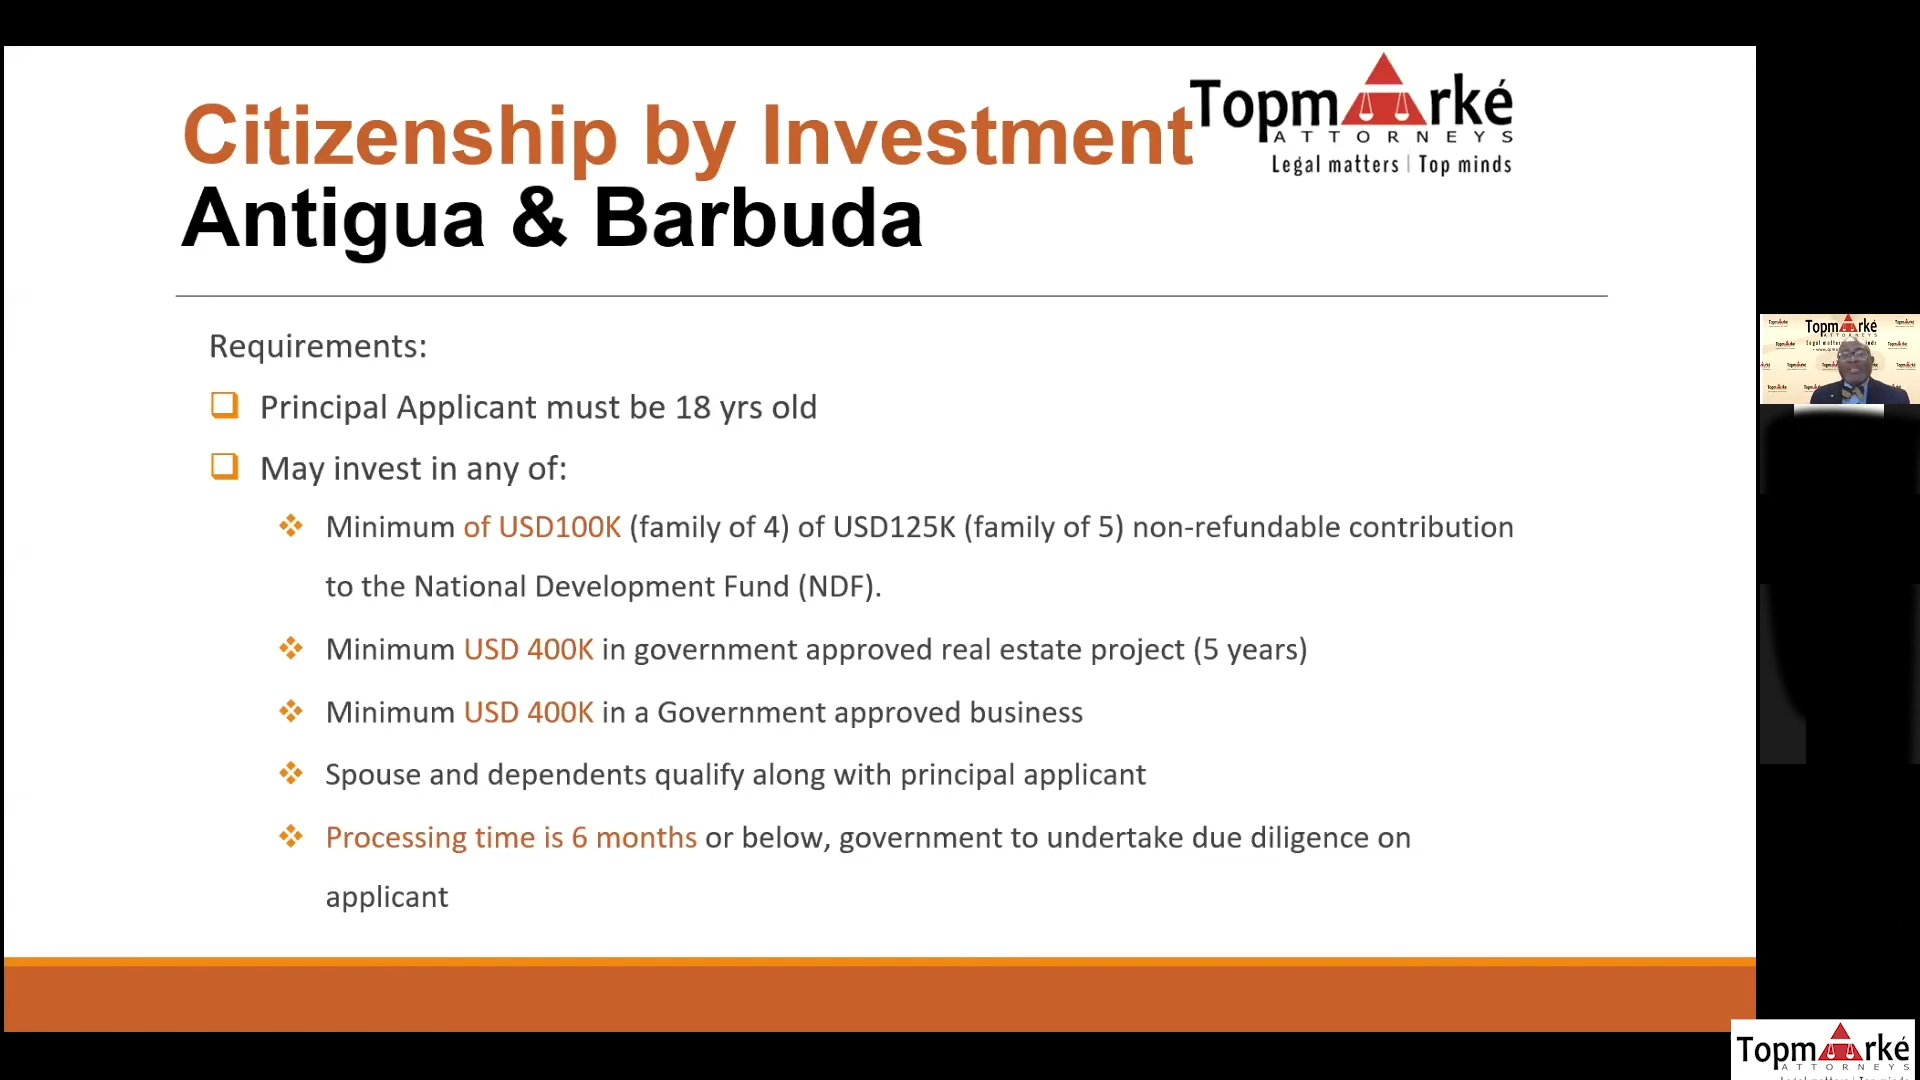 Citizenship by Investment
Antigua & Barbuda
Topmarké
ATTORNEYS
Legal matters | Top minds
Requirements:
Principal Applicant must be 18 yrs old
May invest in any of:
Minimum of USD100K (family of 4) of USD125K (family of 5) non-refundable contribution
to the National Development Fund (NDF).
Minimum USD 400K in government approved real estate project (5 years)
Minimum USD 400K in a Government approved business
Spouse and dependents qualify along with principal applicant
Processing time is 6 months or below, government to undertake due diligence on
applicant
Topmarké
ATTORNEYS
Topmarké
ATTORNEYS